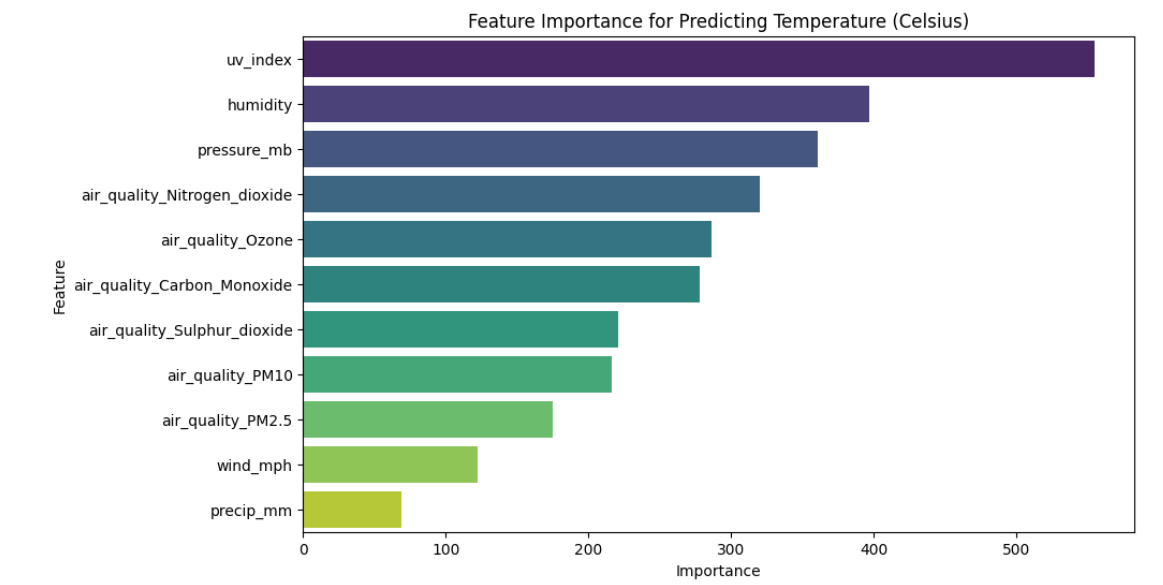 Feature Importance for Predicting Temperature (Celsius)
uv_index
humidity
pressure_mb
air_quality_Nitrogen_dioxide
air_quality_Ozone
air_quality_Carbon_Monoxide
air_quality_Sulphur_dioxide
air_quality_PM10
air_quality_PM2.5
wind_mph
precip_mm
Feature
0 100 200 300 400 500
Importance